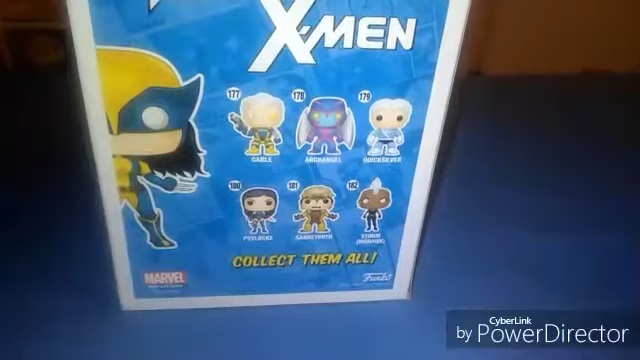 X-MEN
177 178 179
CABLE ARCHANGEL QUICKSILVER
180 181 182
PSYLOCKE SABRETOOTH STORM
(MOHAWK)
COLLECT THEM ALL!
MARVEL
Funko
CyberLink
by PowerDirector